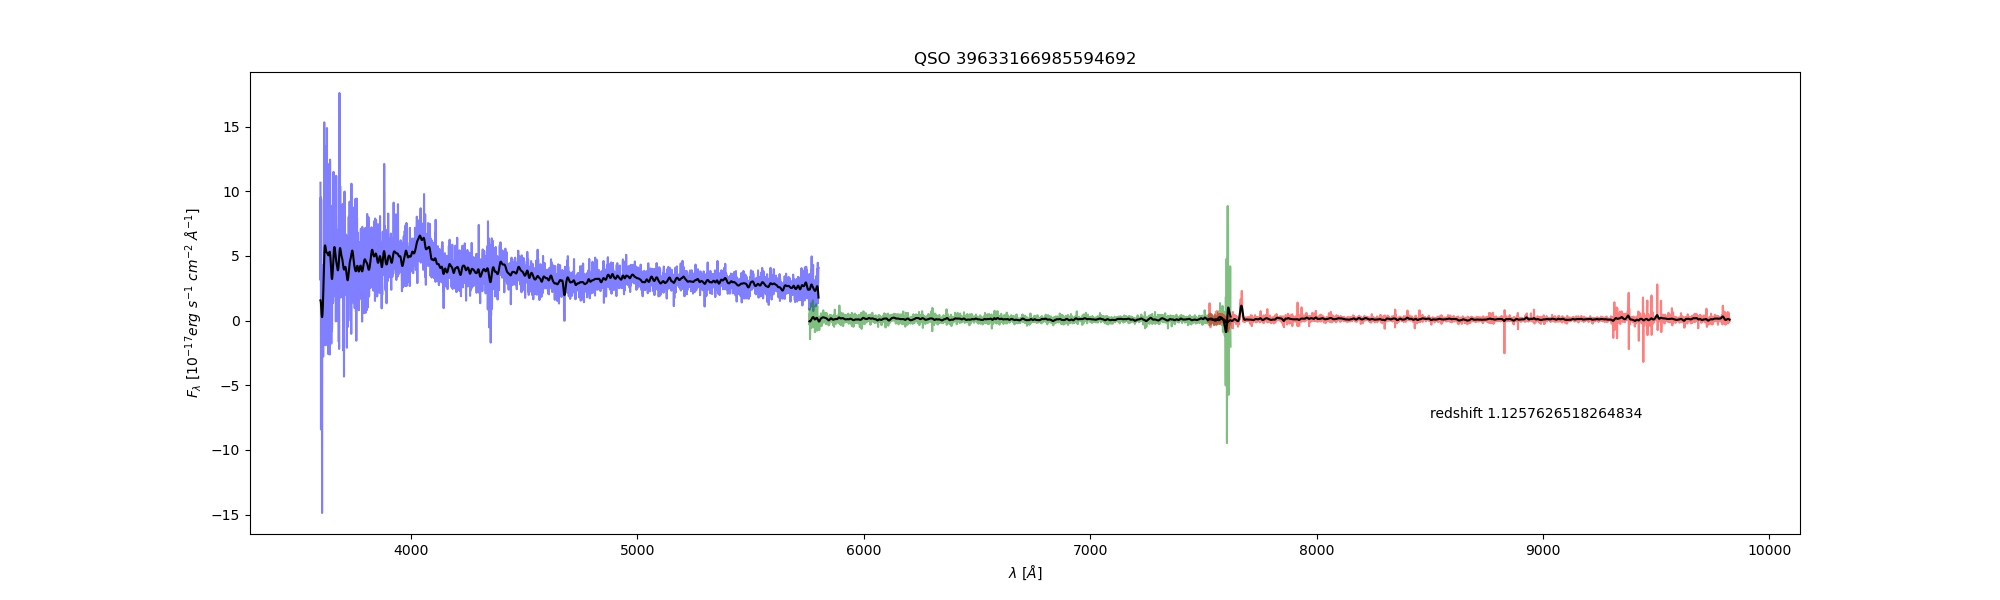 QSO 39633166985594692
15
10
5
0
−5
−10
−15
F_λ [10^−17 erg s^−1 cm^−2 Å^−1]
redshift 1.1257626518264834
4000 5000 6000 7000 8000 9000 10000
λ [Å]